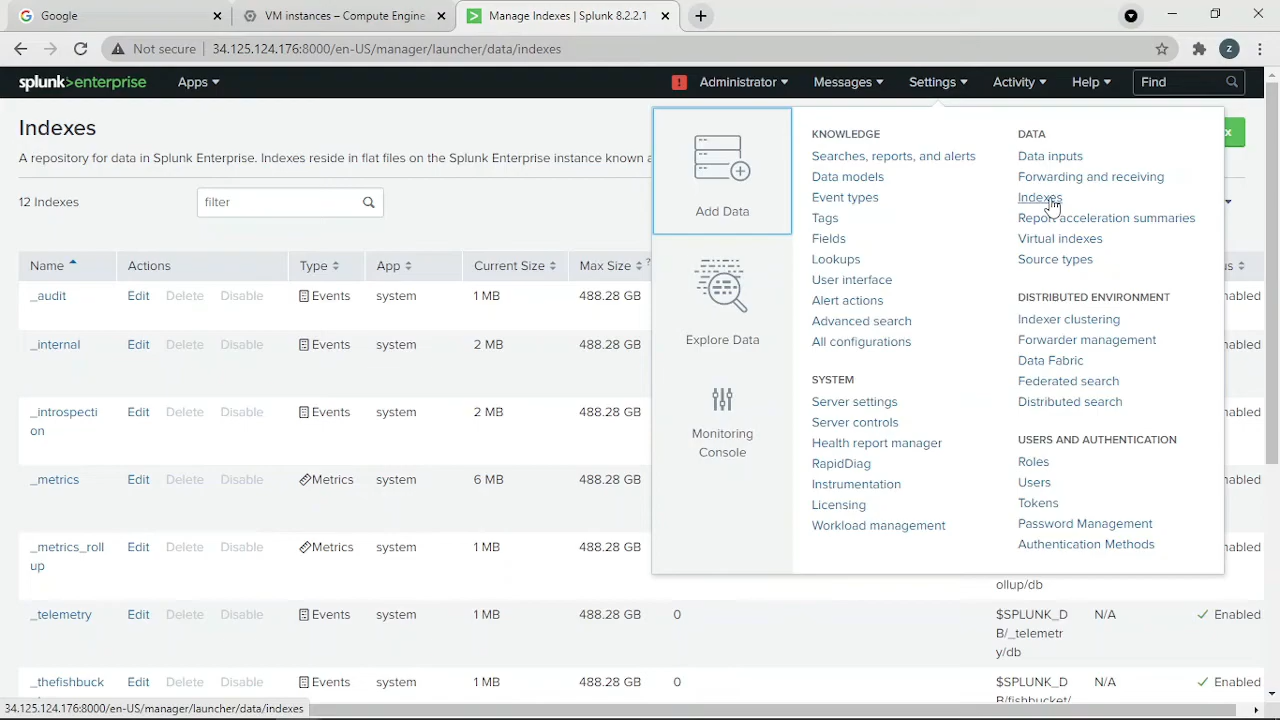 Google
VM instances – Compute Engine
Manage Indexes | Splunk 8.2.2.1
Not secure | 34.125.124.176:8000/en-US/manager/launcher/data/indexes
z
splunk>enterprise Apps Administrator Messages Settings Activity Help Find
Indexes
A repository for data in Splunk Enterprise. Indexes reside in flat files on the Splunk Enterprise instance known a
12 Indexes
filter
Name Actions Type App Current Size Max Size ?
_audit Edit Delete Disable Events system 1 MB 488.28 GB
_internal Edit Delete Disable Events system 2 MB 488.28 GB
_introspecti
on
Edit Delete Disable Events system 2 MB 488.28 GB
_metrics Edit Delete Disable Metrics system 6 MB 488.28 GB
_metrics_roll
up
Edit Delete Disable Metrics system 1 MB 488.28 GB
ollup/db
_telemetry Edit Delete Disable Events system 1 MB 488.28 GB 0
$SPLUNK_D
B/_telemetr
y/db
N/A Enabled
_thefishbuck Edit Delete Disable Events system 1 MB 488.28 GB 0
$SPLUNK_D
B/fishbucket/
N/A Enabled
Add Data
Explore Data
Monitoring
Console
KNOWLEDGE
Searches, reports, and alerts
Data models
Event types
Tags
Fields
Lookups
User interface
Alert actions
Advanced search
All configurations
SYSTEM
Server settings
Server controls
Health report manager
RapidDiag
Instrumentation
Licensing
Workload management
DATA
Data inputs
Forwarding and receiving
Indexes
Report acceleration summaries
Virtual indexes
Source types
DISTRIBUTED ENVIRONMENT
Indexer clustering
Forwarder management
Data Fabric
Federated search
Distributed search
USERS AND AUTHENTICATION
Roles
Users
Tokens
Password Management
Authentication Methods
34.125.124.176:8000/en-US/manager/launcher/data/indexes